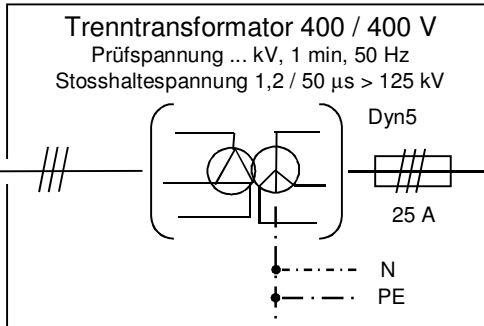 Trenntransformator 400 / 400 V
Prüfspannung ... kV, 1 min, 50 Hz
Stosshaltespannung 1,2 / 50 μs > 125 kV
Dyn5
25 A
N
PE